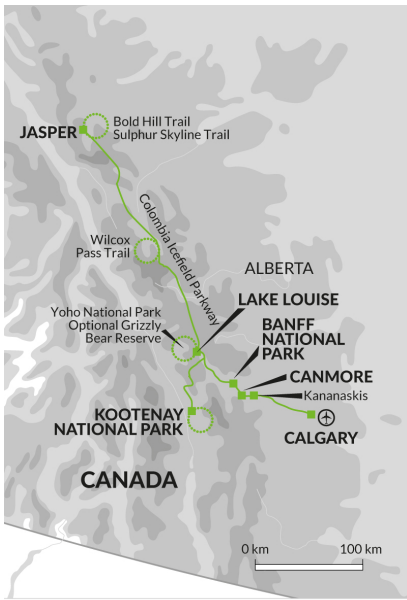 Bold Hill Trail
Sulphur Skyline Trail
JASPER
Colombia Icefield Parkway
Wilcox
Pass Trail
ALBERTA
LAKE LOUISE
Yoho National Park
Optional Grizzly
Bear Reserve
BANFF
NATIONAL
PARK
CANMORE
Kananaskis
KOOTENAY
NATIONAL PARK
CALGARY
CANADA
0 km
100 km